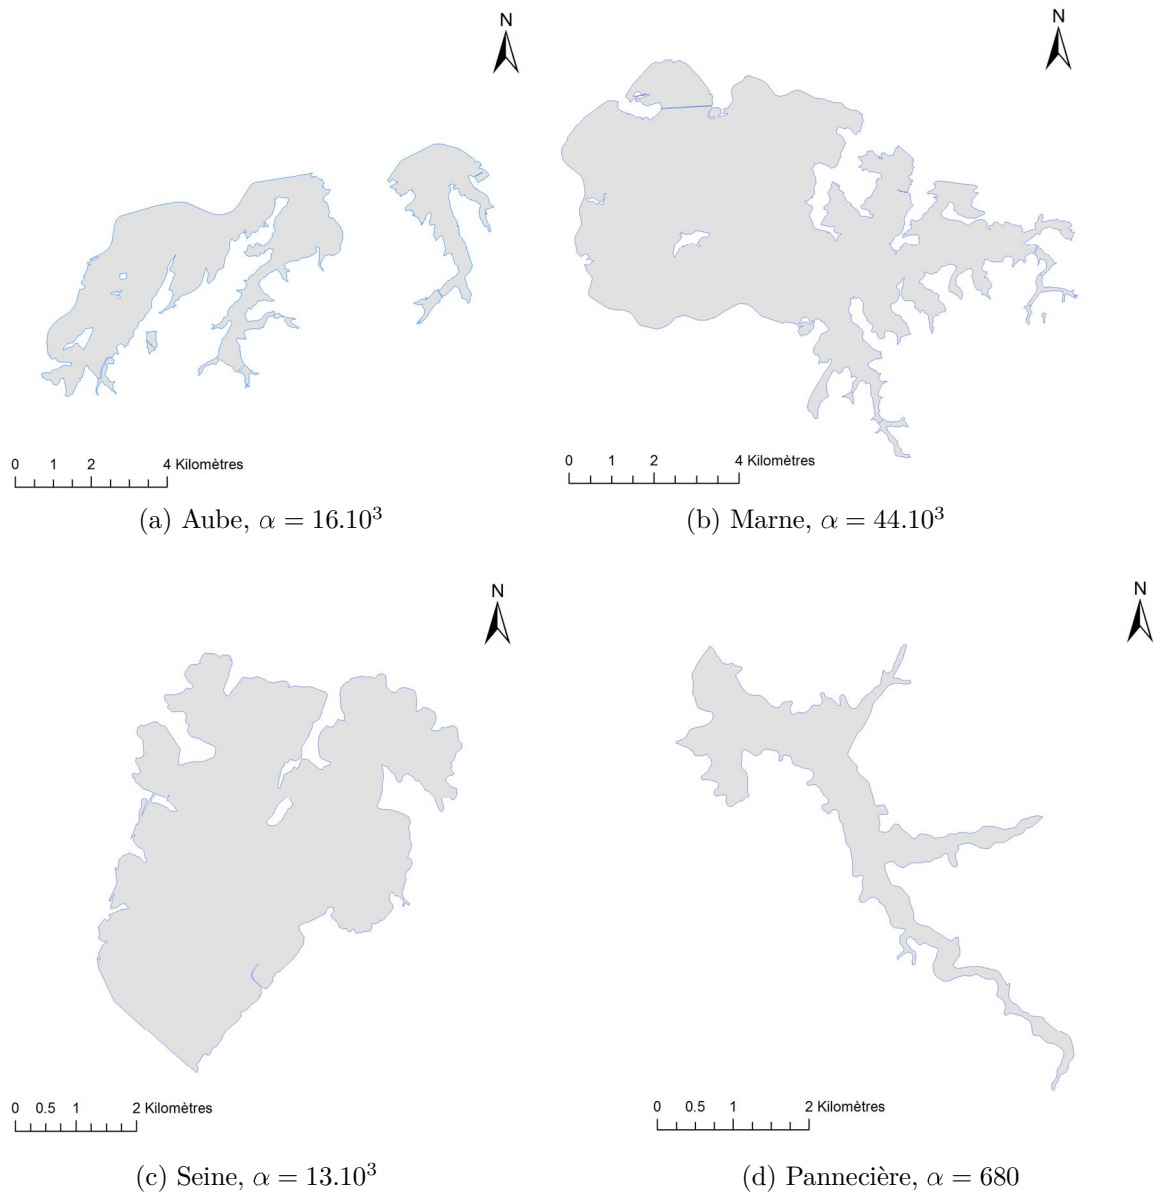 N
N
0 1 2 4 Kilomètres
0 1 2 4 Kilomètres
(a) Aube, α = 16.10³
(b) Marne, α = 44.10³
N
N
0 0.5 1 2 Kilomètres
0 0.5 1 2 Kilomètres
(c) Seine, α = 13.10³
(d) Pannecière, α = 680